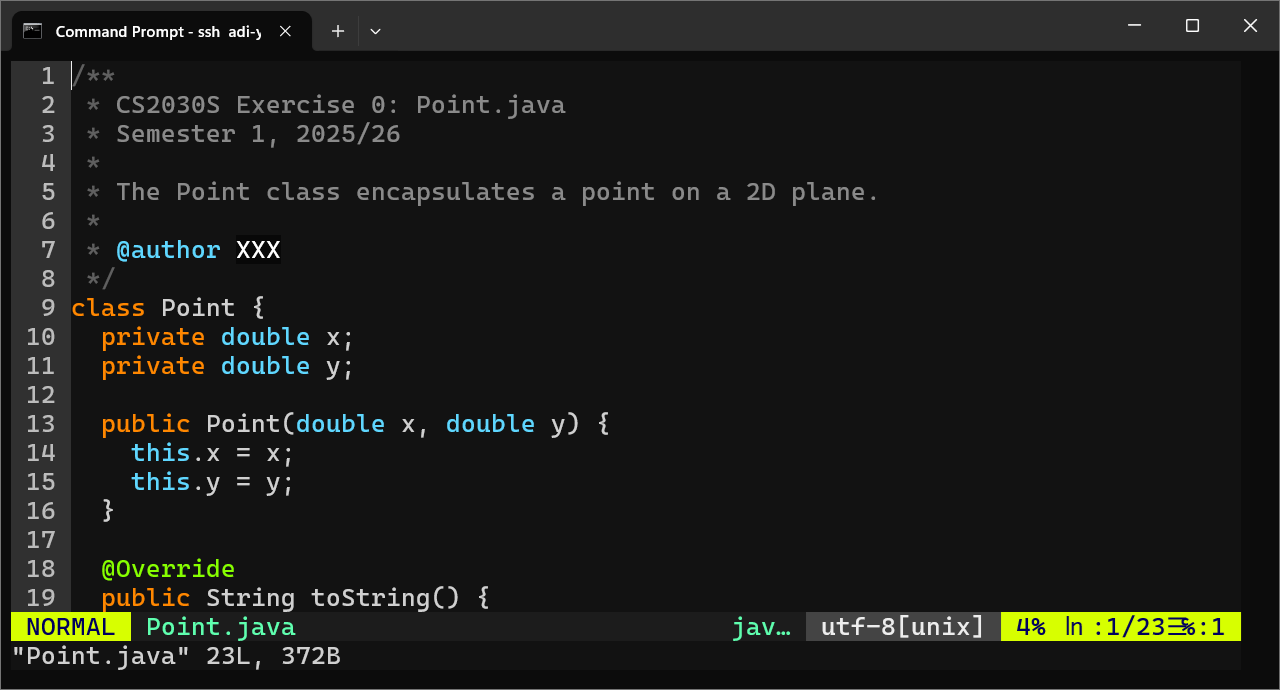 Command Prompt - ssh adi-y
1 /**
2  * CS2030S Exercise 0: Point.java
3  * Semester 1, 2025/26
4  *
5  * The Point class encapsulates a point on a 2D plane.
6  *
7  * @author XXX
8  */
9 class Point {
10   private double x;
11   private double y;
12
13   public Point(double x, double y) {
14     this.x = x;
15     this.y = y;
16   }
17
18   @Override
19   public String toString() {
NORMAL Point.java jav… utf-8[unix] 4% ln :1/23☰%:1
"Point.java" 23L, 372B